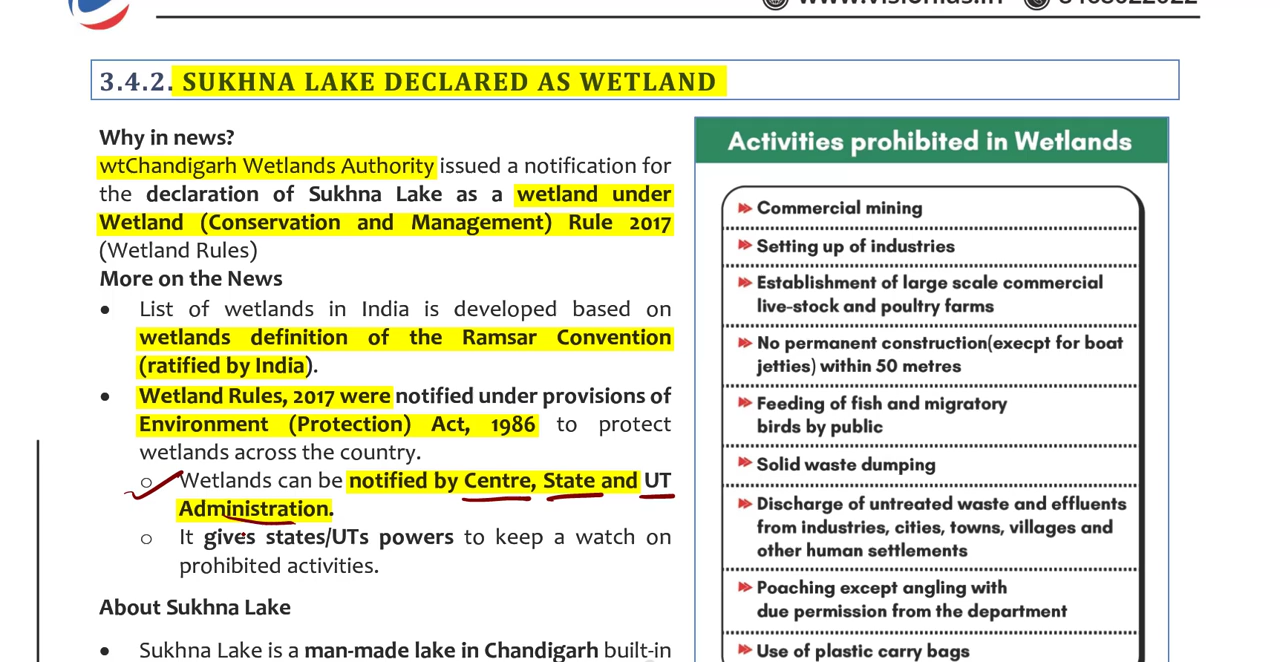 3.4.2. SUKHNA LAKE DECLARED AS WETLAND
Why in news?
wtChandigarh Wetlands Authority issued a notification for
the declaration of Sukhna Lake as a wetland under
Wetland (Conservation and Management) Rule 2017
(Wetland Rules)
More on the News
• List of wetlands in India is developed based on
wetlands definition of the Ramsar Convention
(ratified by India).
• Wetland Rules, 2017 were notified under provisions of
Environment (Protection) Act, 1986 to protect
wetlands across the country.
o Wetlands can be notified by Centre, State and UT
Administration.
o It gives states/UTs powers to keep a watch on
prohibited activities.
About Sukhna Lake
• Sukhna Lake is a man-made lake in Chandigarh built-in
Activities prohibited in Wetlands
Commercial mining
Setting up of industries
Establishment of large scale commercial
live-stock and poultry farms
No permanent construction(execpt for boat
jetties) within 50 metres
Feeding of fish and migratory
birds by public
Solid waste dumping
Discharge of untreated waste and effluents
from industries, cities, towns, villages and
other human settlements
Poaching except angling with
due permission from the department
Use of plastic carry bags